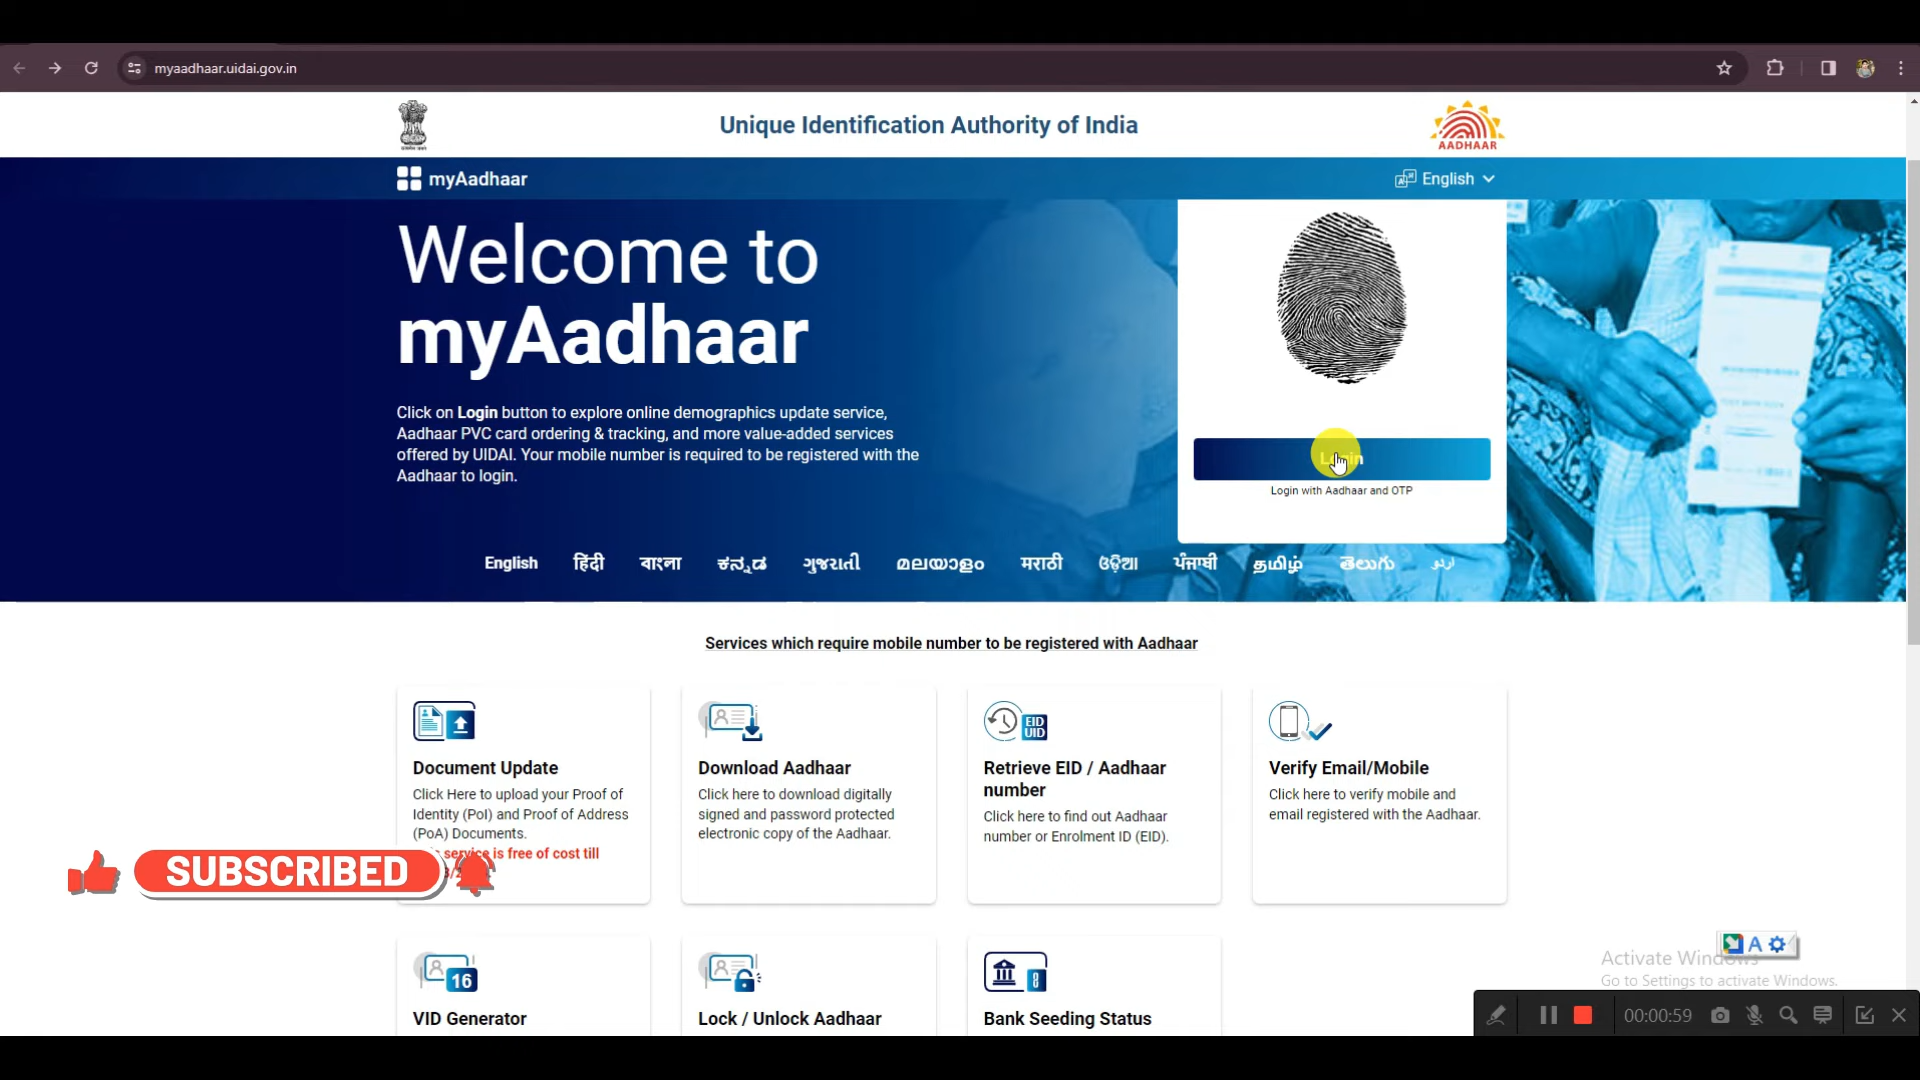 myaadhaar.uidai.gov.in
Unique Identification Authority of India
AADHAAR
myAadhaar
English
Welcome to
myAadhaar
Click on Login button to explore online demographics update service,
Aadhaar PVC card ordering & tracking, and more value-added services
offered by UIDAI. Your mobile number is required to be registered with the
Aadhaar to login.
Login
Login with Aadhaar and OTP
English हिंदी বাংলা ಕನ್ನಡ ગુજરાતી മലയാളം मराठी ଓଡ଼ିଆ ਪੰਜਾਬੀ தமிழ் తెలుగు اردو
Services which require mobile number to be registered with Aadhaar
Document Update
Click Here to upload your Proof of
Identity (PoI) and Proof of Address
(PoA) Documents.
service is free of cost till
Download Aadhaar
Click here to download digitally
signed and password protected
electronic copy of the Aadhaar.
EID
UID
Retrieve EID / Aadhaar
number
Click here to find out Aadhaar
number or Enrolment ID (EID).
Verify Email/Mobile
Click here to verify mobile and
email registered with the Aadhaar.
SUBSCRIBED
16
VID Generator
Lock / Unlock Aadhaar
8
Bank Seeding Status
A
Activate Windows
Go to Settings to activate Windows.
00:00:59